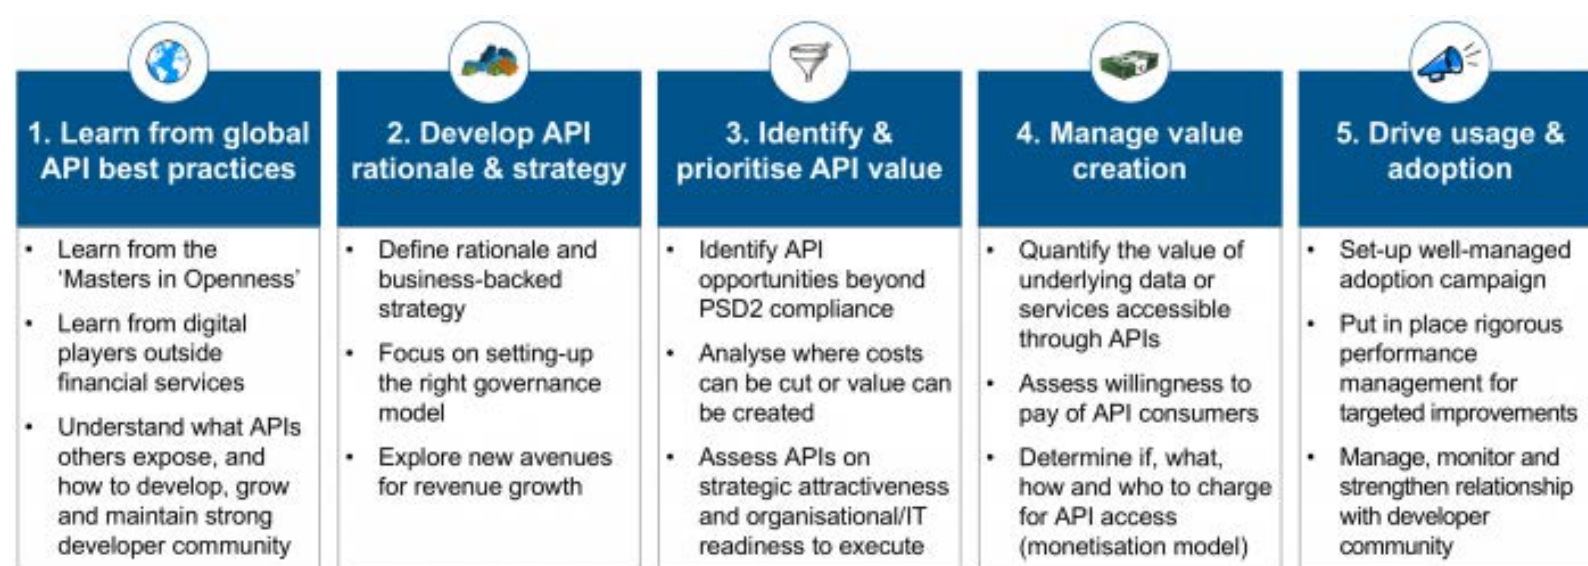 1. Learn from global
API best practices
• Learn from the
'Masters in Openness'
• Learn from digital
players outside
financial services
• Understand what APIs
others expose, and
how to develop, grow
and maintain strong
developer community
2. Develop API
rationale & strategy
• Define rationale and
business-backed
strategy
• Focus on setting-up
the right governance
model
• Explore new avenues
for revenue growth
3. Identify &
prioritise API value
• Identify API
opportunities beyond
PSD2 compliance
• Analyse where costs
can be cut or value can
be created
• Assess APIs on
strategic attractiveness
and organisational/IT
readiness to execute
4. Manage value
creation
• Quantify the value of
underlying data or
services accessible
through APIs
• Assess willingness to
pay of API consumers
• Determine if, what,
how and who to charge
for API access
(monetisation model)
5. Drive usage &
adoption
• Set-up well-managed
adoption campaign
• Put in place rigorous
performance
management for
targeted improvements
• Manage, monitor and
strengthen relationship
with developer
community